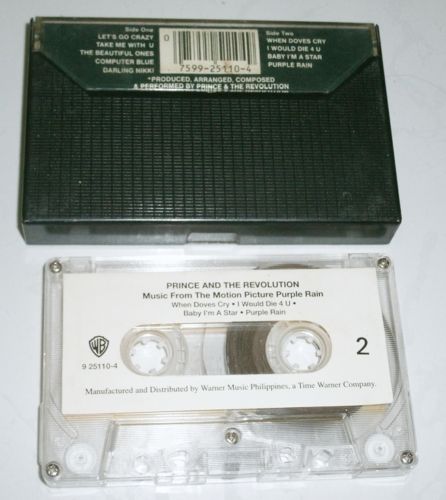 Side One
LET'S GO CRAZY
TAKE ME WITH U
THE BEAUTIFUL ONES
COMPUTER BLUE
DARLING NIKKI
0
7599-25110-4
Side Two
WHEN DOVES CRY
I WOULD DIE 4 U
BABY I'M A STAR
PURPLE RAIN
*PRODUCED, ARRANGED, COMPOSED
& PERFORMED BY PRINCE & THE REVOLUTION
PRINCE AND THE REVOLUTION
Music From The Motion Picture Purple Rain
When Doves Cry • I Would Die 4 U •
Baby I'm A Star • Purple Rain
WB
9 25110-4
2
Manufactured and Distributed by Warner Music Philippines, a Time Warner Company.